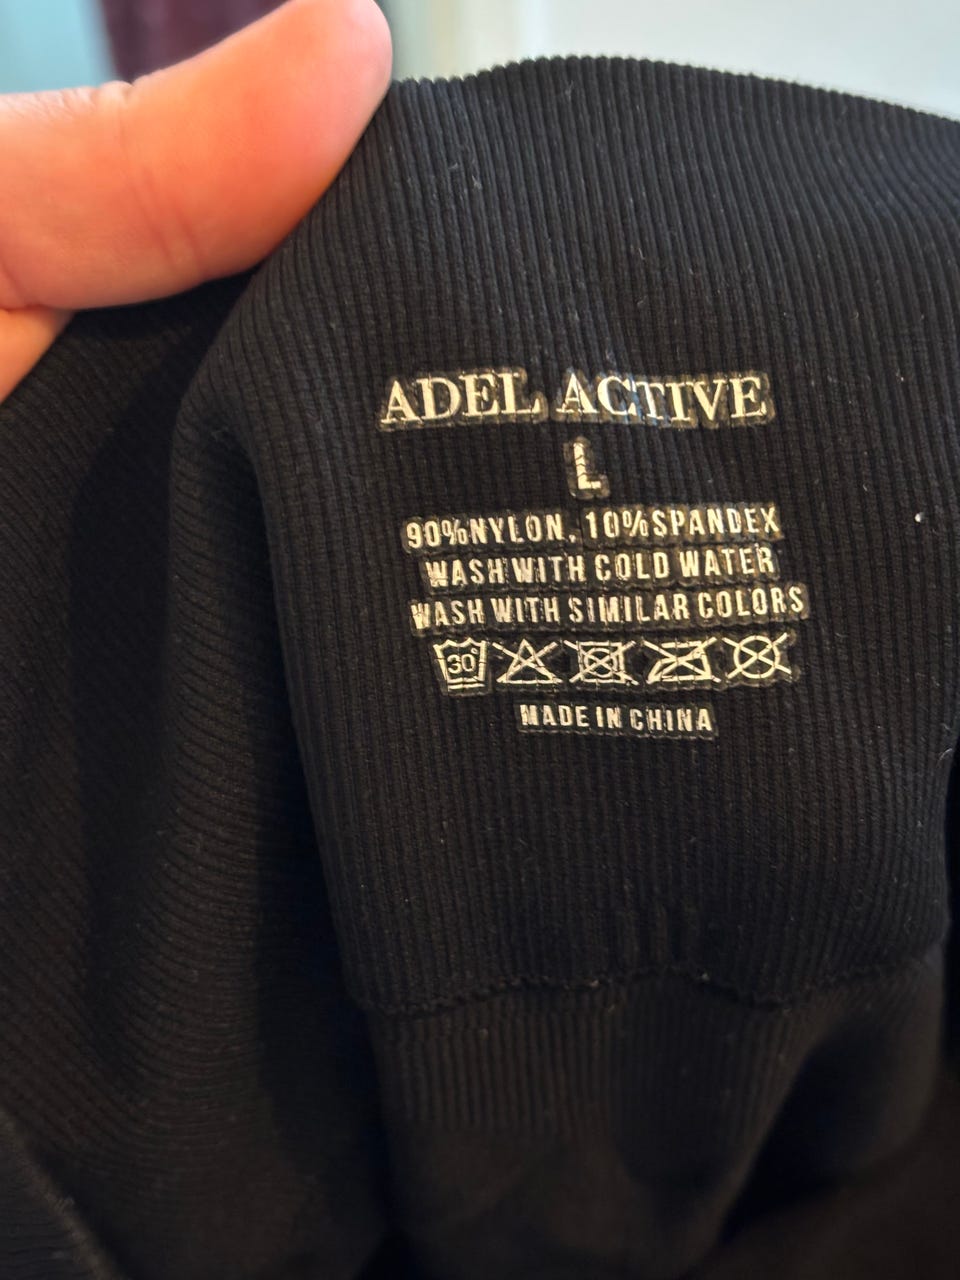 ADEL ACTIVE
L
90%NYLON, 10%SPANDEX
WASH WITH COLD WATER
WASH WITH SIMILAR COLORS
30°
MADE IN CHINA